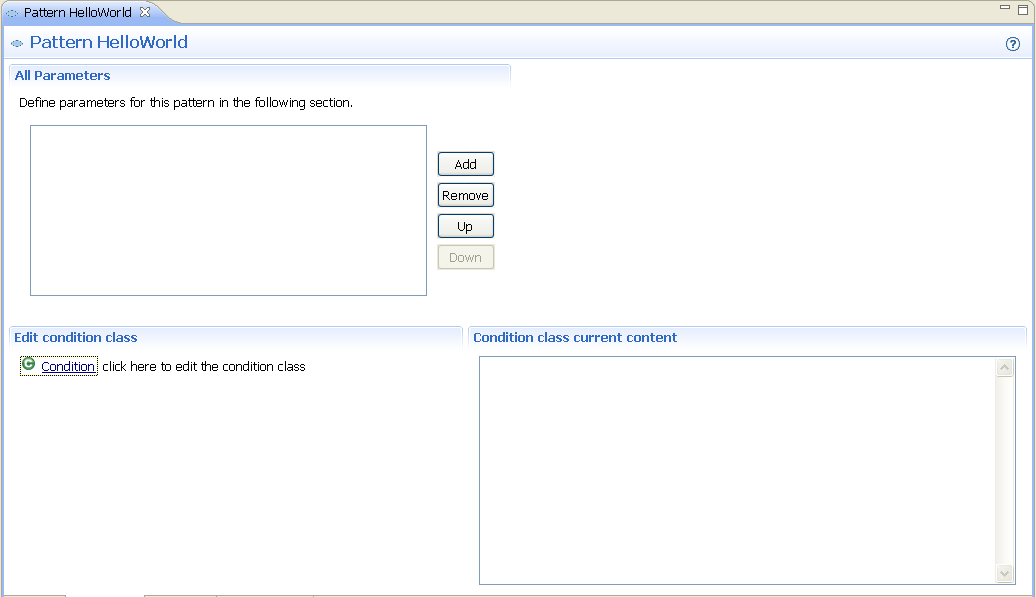 Pattern HelloWorld
Pattern HelloWorld
All Parameters
Define parameters for this pattern in the following section.
Add
Remove
Up
Down
Edit condition class
Condition click here to edit the condition class
Condition class current content